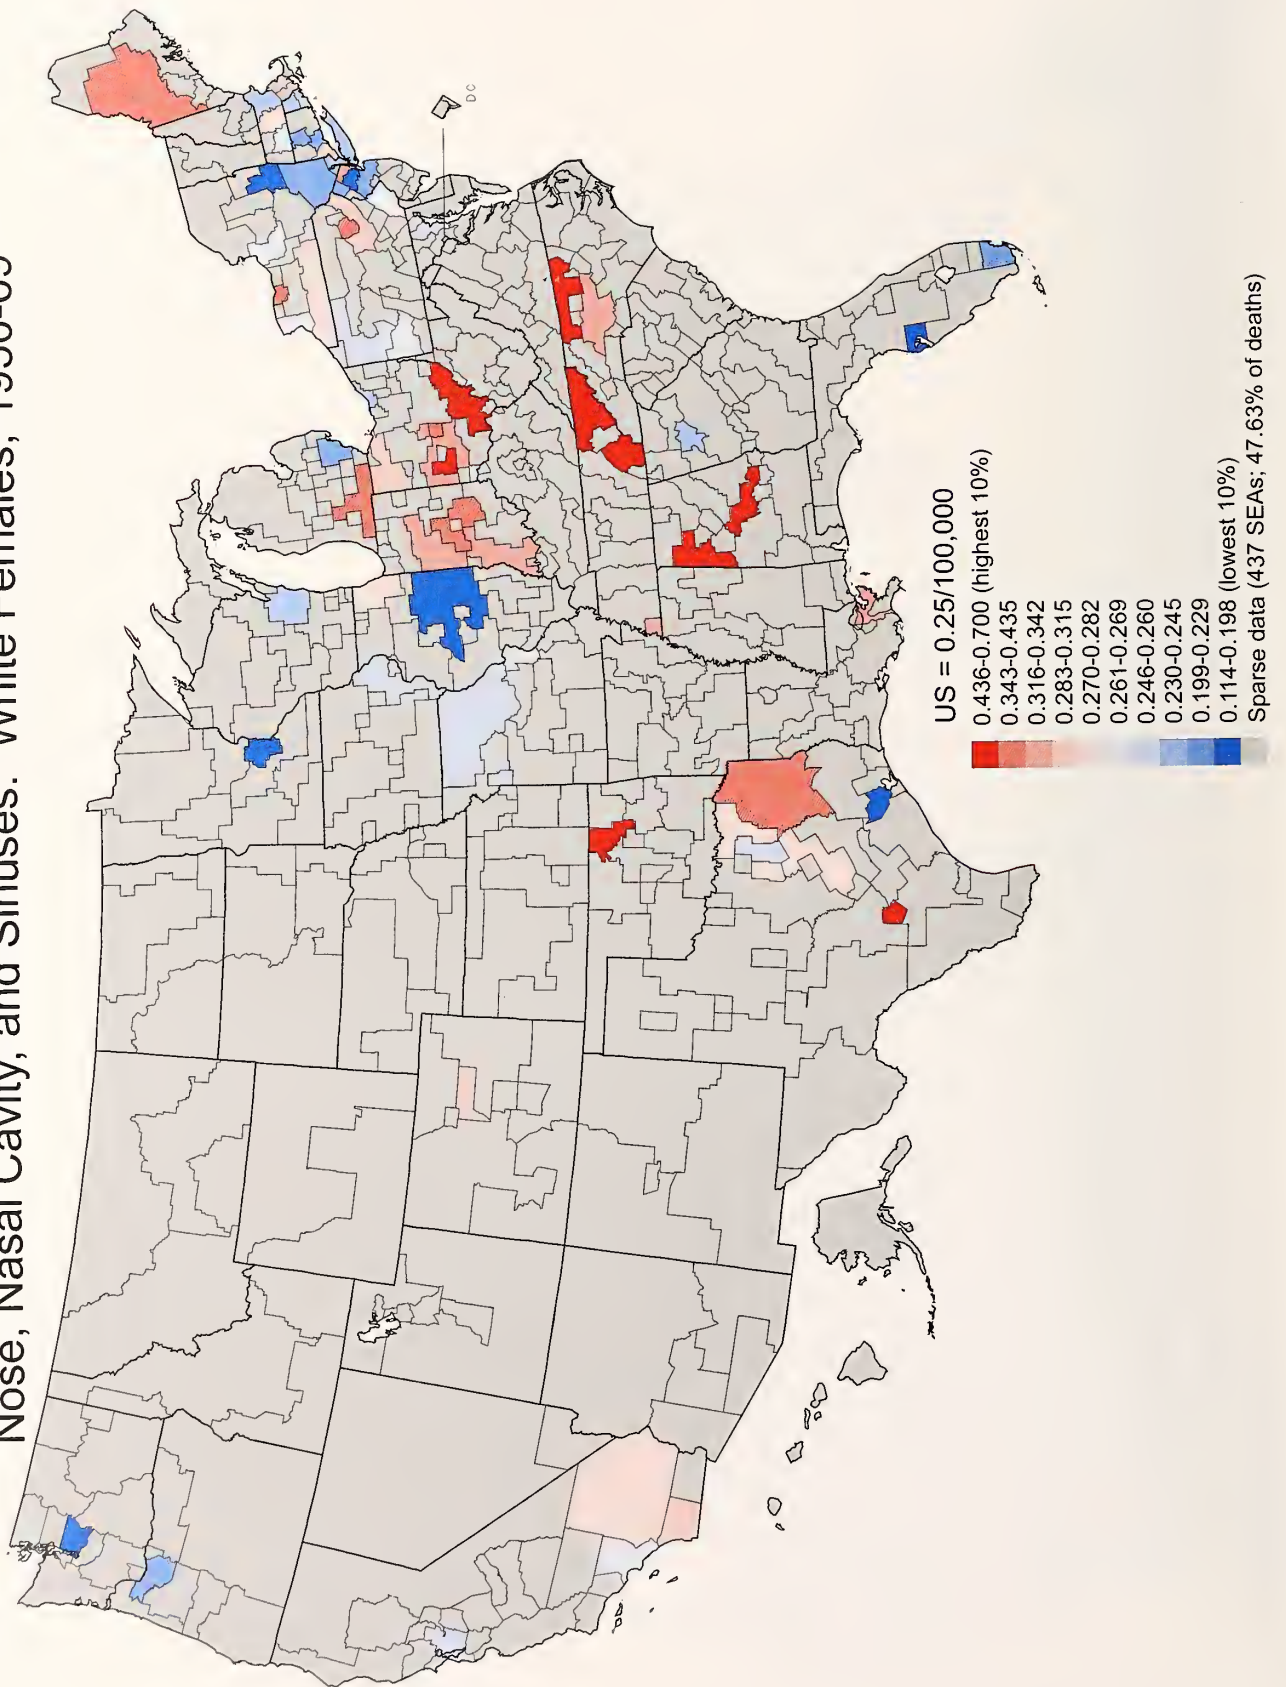 Nose, Nasal Cavity, and Sinuses: White Females,
DC
US = 0.25/100,000
0.436-0.700 (highest 10%)
0.343-0.435
0.316-0.342
0.283-0.315
0.270-0.282
0.261-0.269
0.246-0.260
0.230-0.245
0.199-0.229
0.114-0.198 (lowest 10%)
Sparse data (437 SEAs; 47.63% of deaths)